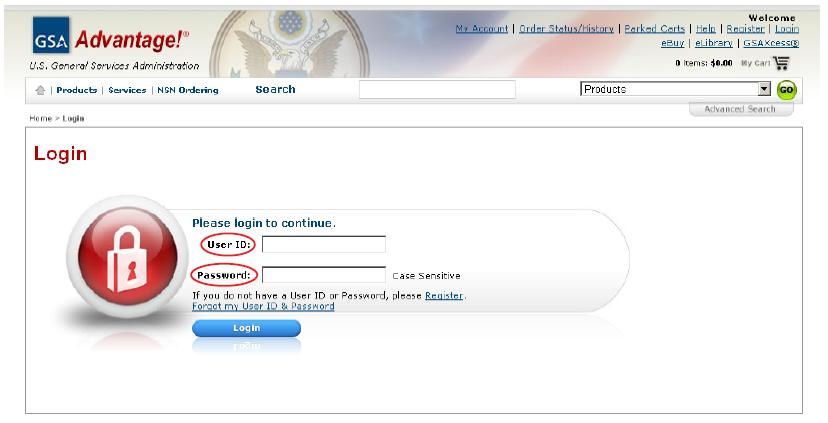 Welcome
My Account | Order Status/History | Parked Carts | Help | Register | Login
eBuy | eLibrary | GSAXcess®
GSA Advantage!®
U.S. General Services Administration
0 items: $0.00 My Cart
Products | Services | NSN Ordering Search Products GO
Advanced Search
Home > Login
Login
Please login to continue.
User ID:
Password: Case Sensitive
If you do not have a User ID or Password, please Register.
Forgot my User ID & Password
Login